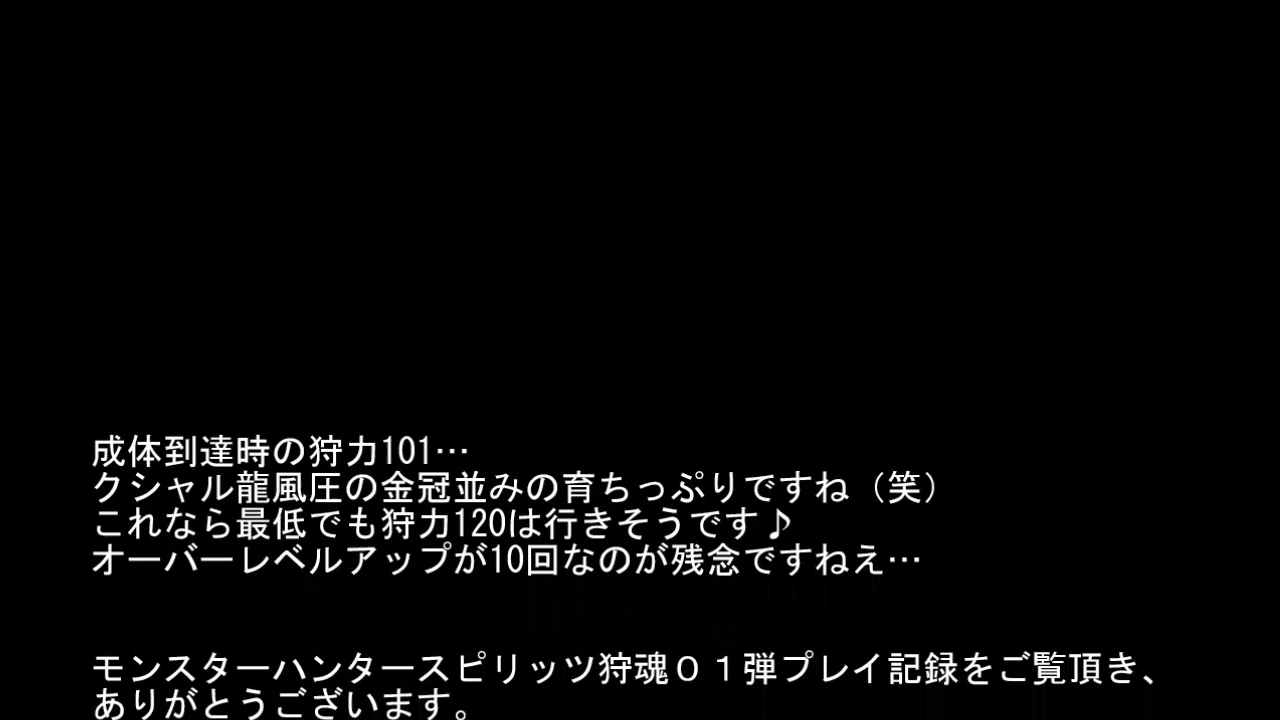 成体到達時の狩力101…
クシャル龍風圧の金冠並みの育ちっぷりですね（笑）
これなら最低でも狩力120は行きそうです♪
オーバーレベルアップが10回なのが残念ですねえ…
モンスターハンタースピリッツ狩魂０１弾プレイ記録をご覧頂き、
ありがとうございます。